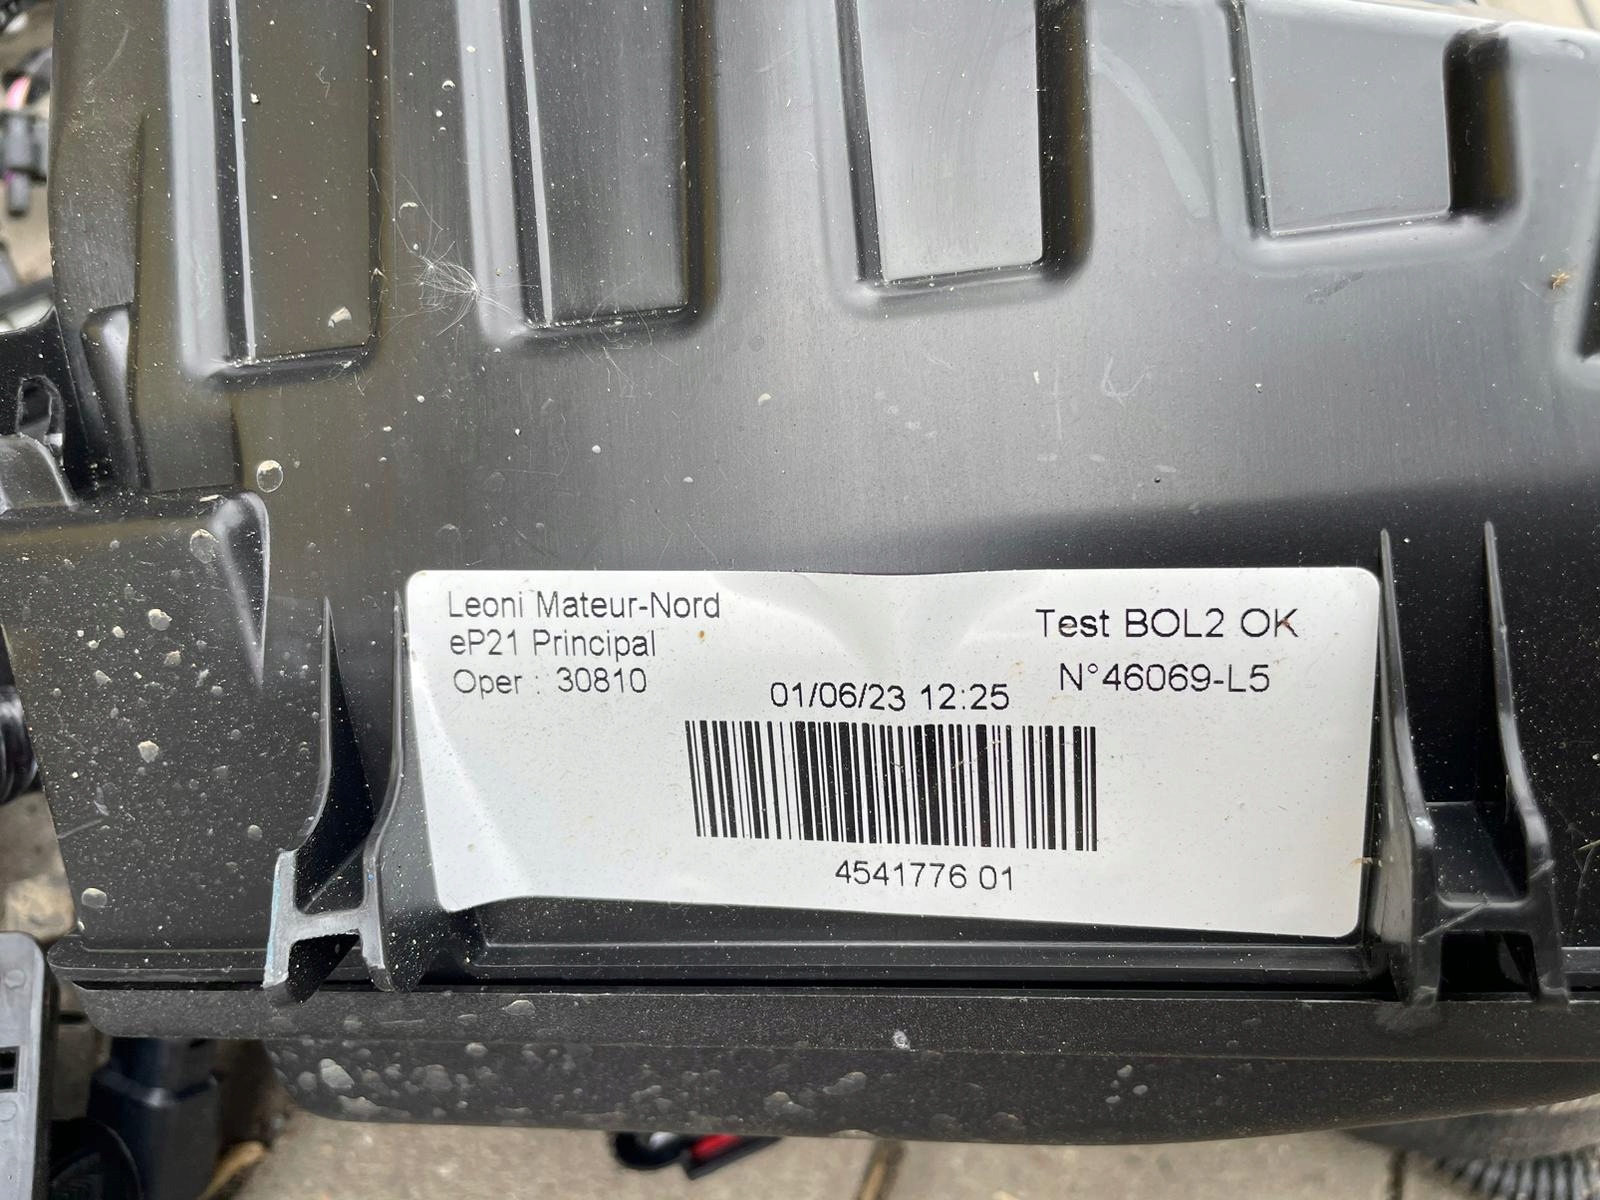 Leoni Mateur-Nord
eP21 Principal
Oper : 30810
Test BOL2 OK
N°46069-L5
01/06/23 12:25
4541776 01